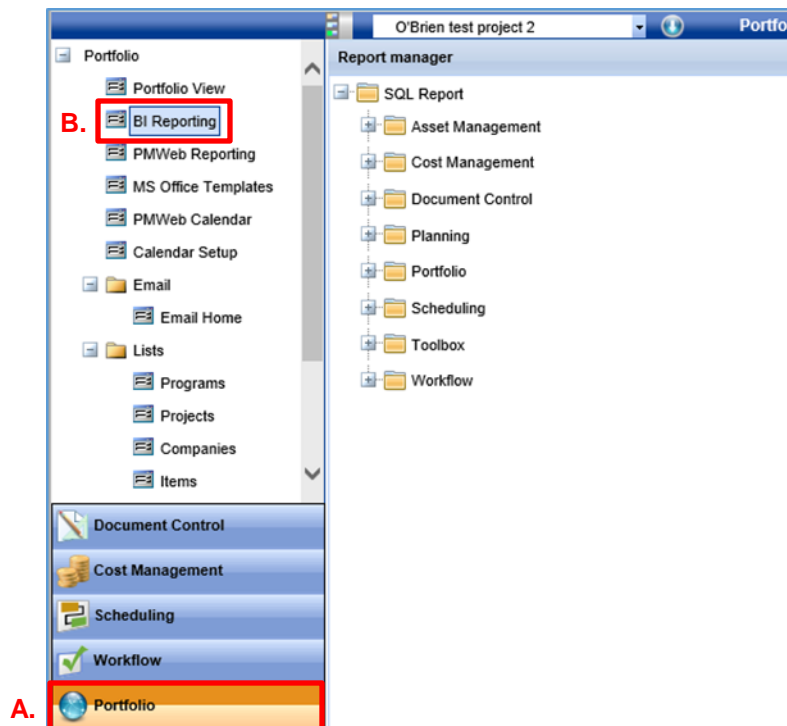 O'Brien test project 2
Portfo
Portfolio
Portfolio View
B.
BI Reporting
PMWeb Reporting
MS Office Templates
PMWeb Calendar
Calendar Setup
Email
Email Home
Lists
Programs
Projects
Companies
Items
Document Control
Cost Management
Scheduling
Workflow
A.
Portfolio
Report manager
SQL Report
Asset Management
Cost Management
Document Control
Planning
Portfolio
Scheduling
Toolbox
Workflow